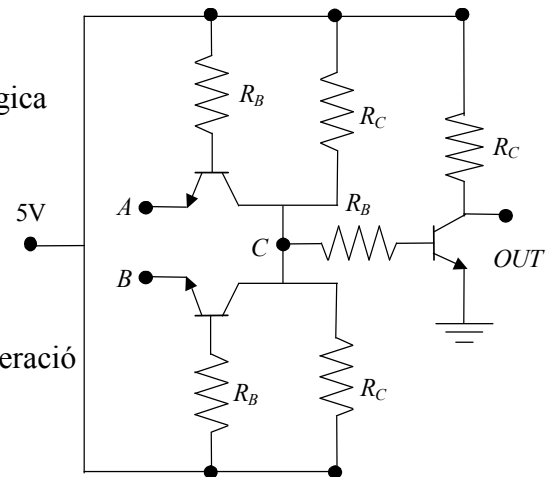 gica
R_B
R_C
R_C
A
R_B
5V
C
OUT
B
eració
R_B
R_C